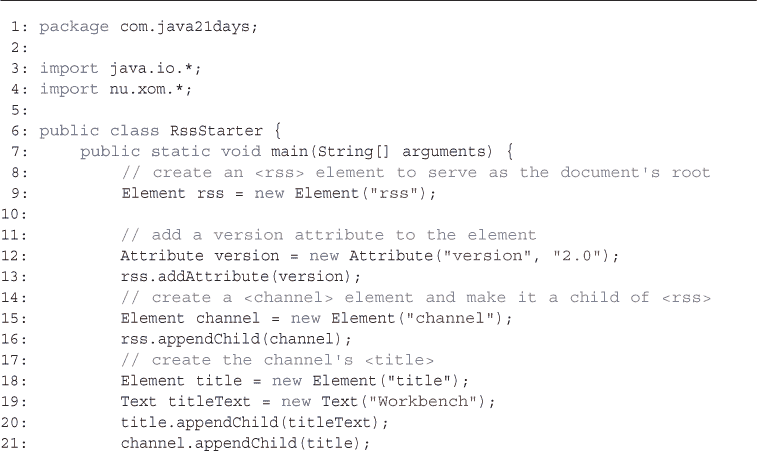 1: package com.java21days;
2:
3: import java.io.*;
4: import nu.xom.*;
5:
6: public class RssStarter {
7:     public static void main(String[] arguments) {
8:         // create an <rss> element to serve as the document's root
9:         Element rss = new Element("rss");
10:
11:         // add a version attribute to the element
12:         Attribute version = new Attribute("version", "2.0");
13:         rss.addAttribute(version);
14:         // create a <channel> element and make it a child of <rss>
15:         Element channel = new Element("channel");
16:         rss.appendChild(channel);
17:         // create the channel's <title>
18:         Element title = new Element("title");
19:         Text titleText = new Text("Workbench");
20:         title.appendChild(titleText);
21:         channel.appendChild(title);